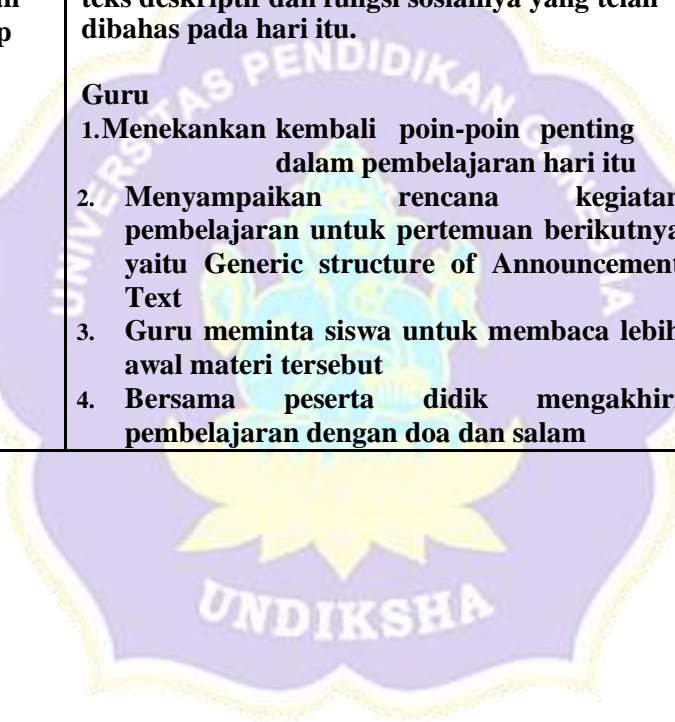 teks deskriptif dan fungsi sosialnya yang telah
p dibahas pada hari itu.
UNIVERSITAS PENDIDIKAN GANESHA
Guru
1.Menekankan kembali poin-poin penting
dalam pembelajaran hari itu
2. Menyampaikan rencana kegiatan
pembelajaran untuk pertemuan berikutnya
yaitu Generic structure of Announcement
Text
3. Guru meminta siswa untuk membaca lebih
awal materi tersebut
4. Bersama peserta didik mengakhiri
pembelajaran dengan doa dan salam
UNDIKSHA